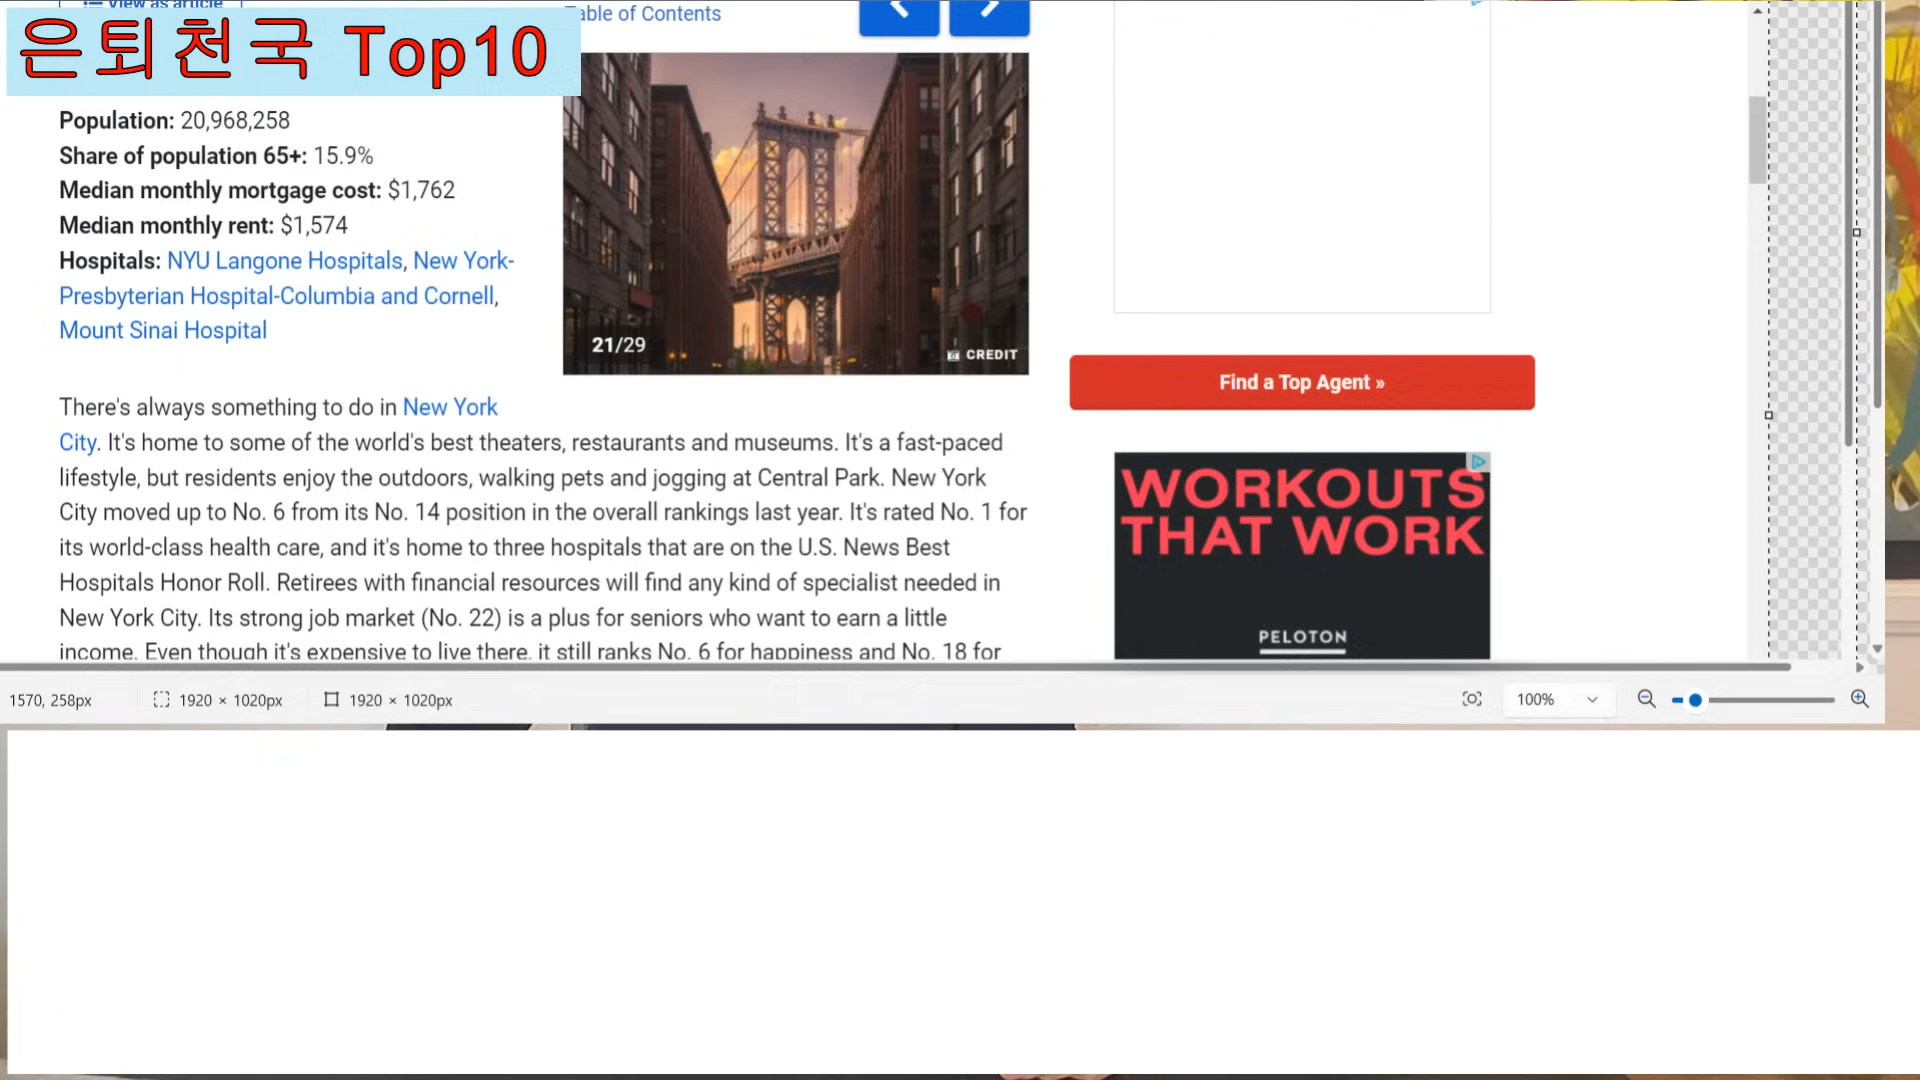 View as article
Table of Contents
은퇴천국 Top10
Population: 20,968,258
Share of population 65+: 15.9%
Median monthly mortgage cost: $1,762
Median monthly rent: $1,574
Hospitals: NYU Langone Hospitals, New York-
Presbyterian Hospital-Columbia and Cornell,
Mount Sinai Hospital
21/29
CREDIT
There's always something to do in New York
City. It's home to some of the world's best theaters, restaurants and museums. It's a fast-paced
lifestyle, but residents enjoy the outdoors, walking pets and jogging at Central Park. New York
City moved up to No. 6 from its No. 14 position in the overall rankings last year. It's rated No. 1 for
its world-class health care, and it's home to three hospitals that are on the U.S. News Best
Hospitals Honor Roll. Retirees with financial resources will find any kind of specialist needed in
New York City. Its strong job market (No. 22) is a plus for seniors who want to earn a little
income. Even though it's expensive to live there, it still ranks No. 6 for happiness and No. 18 for
Find a Top Agent »
WORKOUTS
THAT WORK
PELOTON
1570, 258px
1920 × 1020px
1920 × 1020px
100%